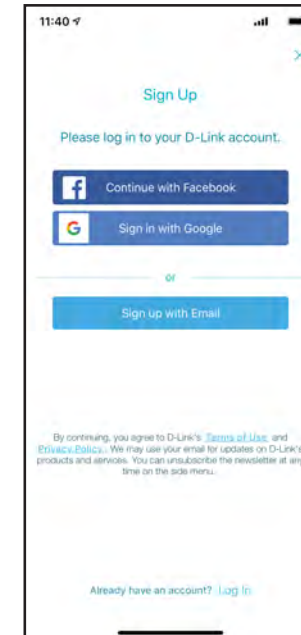 11:40
Sign Up
Please log in to your D-Link account.
Continue with Facebook
G Sign in with Google
or
Sign up with Email
By continuing, you agree to D-Link's Terms of Use and
Privacy Policy. We may use your email for updates on D-Link's
products and services. You can unsubscribe the newsletter at any
time on the side menu.
Already have an account? Log In